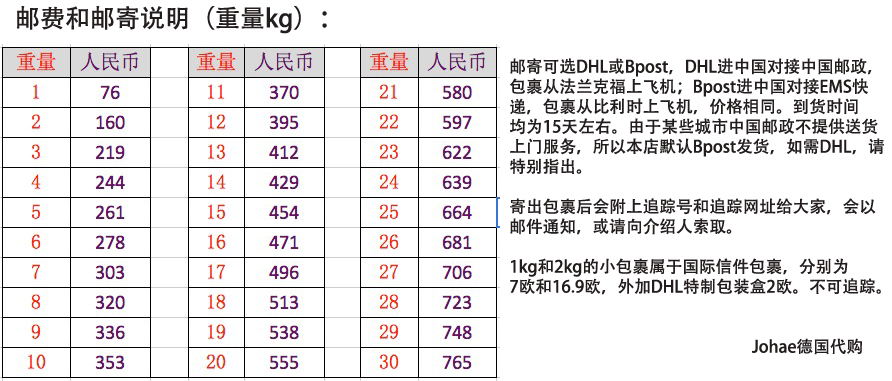 邮费和邮寄说明（重量kg）：
重量 人民币 重量 人民币 重量 人民币
1 76 11 370 21 580
2 160 12 395 22 597
3 219 13 412 23 622
4 244 14 429 24 639
5 261 15 454 25 664
6 278 16 471 26 681
7 303 17 496 27 706
8 320 18 513 28 723
9 336 19 538 29 748
10 353 20 555 30 765
邮寄可选DHL或Bpost，DHL进中国对接中国邮政，
包裹从法兰克福上飞机；Bpost进中国对接EMS快
递，包裹从比利时上飞机，价格相同。到货时间
均为15天左右。由于某些城市中国邮政不提供送货
上门服务，所以本店默认Bpost发货，如需DHL，请
特别指出。
寄出包裹后会附上追踪号和追踪网址给大家，会以
邮件通知，或请向介绍人索取。
1kg和2kg的小包裹属于国际信件包裹，分别为
7欧和16.9欧，外加DHL特制包装盒2欧。不可追踪。
Johae德国代购